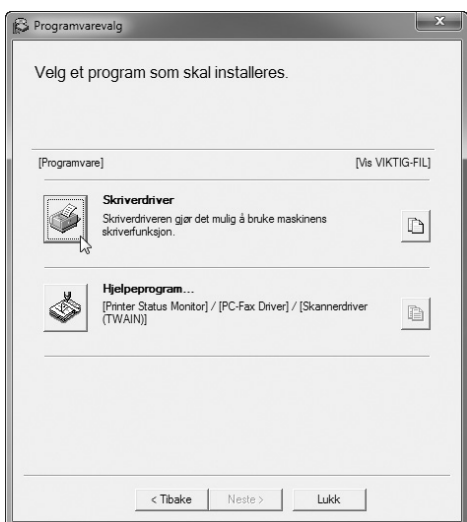 Programvarevalg
Velg et program som skal installeres.
[Programvare] [Vis VIKTIG-FIL]
Skriverdriver
Skriverdriveren gjør det mulig å bruke maskinens
skriverfunksjon.
Hjelpeprogram...
[Printer Status Monitor] / [PC-Fax Driver] / [Skannerdriver
(TWAIN)]
< Tibake Neste > Lukk